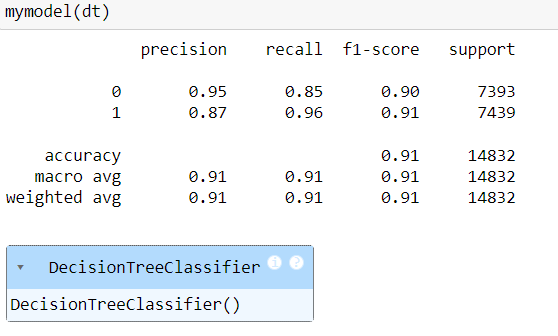 mymodel(dt)
precision recall f1-score support
0 0.95 0.85 0.90 7393
1 0.87 0.96 0.91 7439
accuracy 0.91 14832
macro avg 0.91 0.91 0.91 14832
weighted avg 0.91 0.91 0.91 14832
▾ DecisionTreeClassifier i ?
DecisionTreeClassifier()